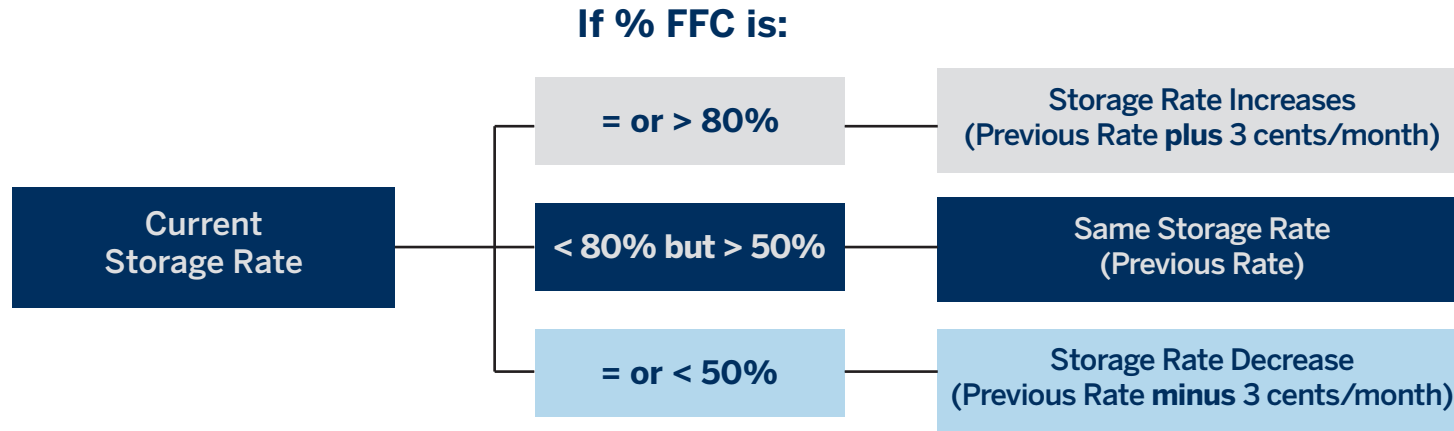 If % FFC is:
= or > 80%
Storage Rate Increases
(Previous Rate plus 3 cents/month)
Current
Storage Rate
< 80% but > 50%
Same Storage Rate
(Previous Rate)
= or < 50%
Storage Rate Decrease
(Previous Rate minus 3 cents/month)